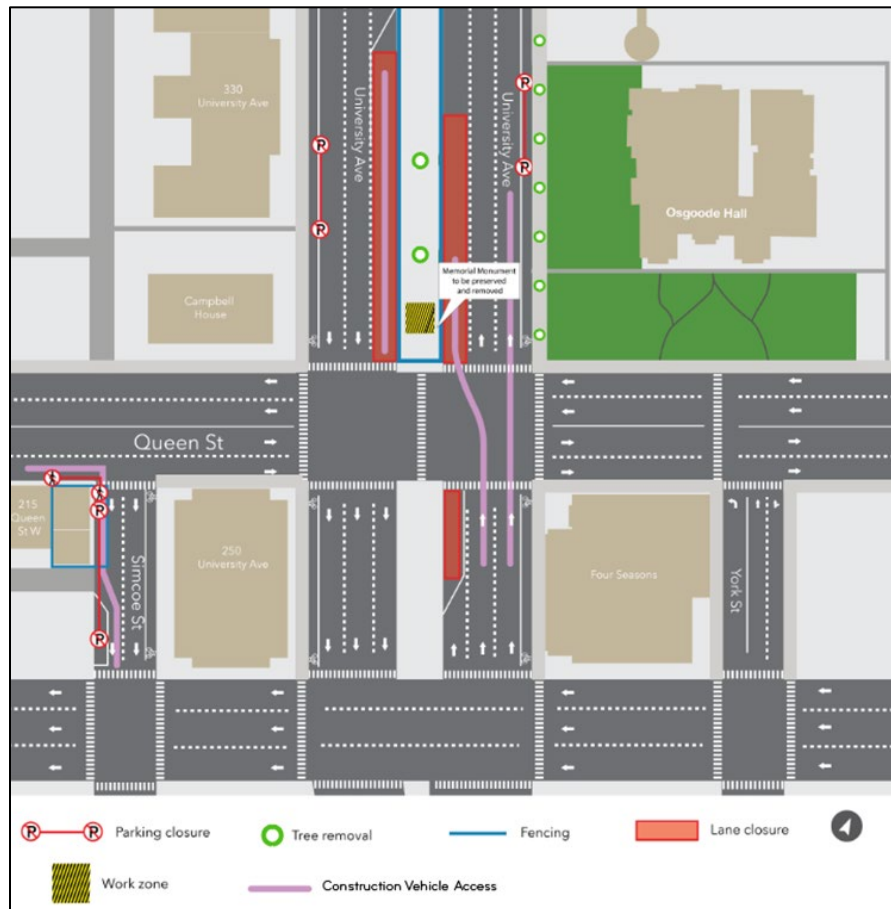 330
University Ave
University Ave
University Ave
P
P
P
P
Osgoode Hall
Memorial Monument
to be preserved
and removed
Campbell
House
Queen St
215
Queen
St W
P
P
Simcoe St
250
University Ave
Four Seasons
York St
P
P
Parking closure
Tree removal
Fencing
Lane closure
Work zone
Construction Vehicle Access